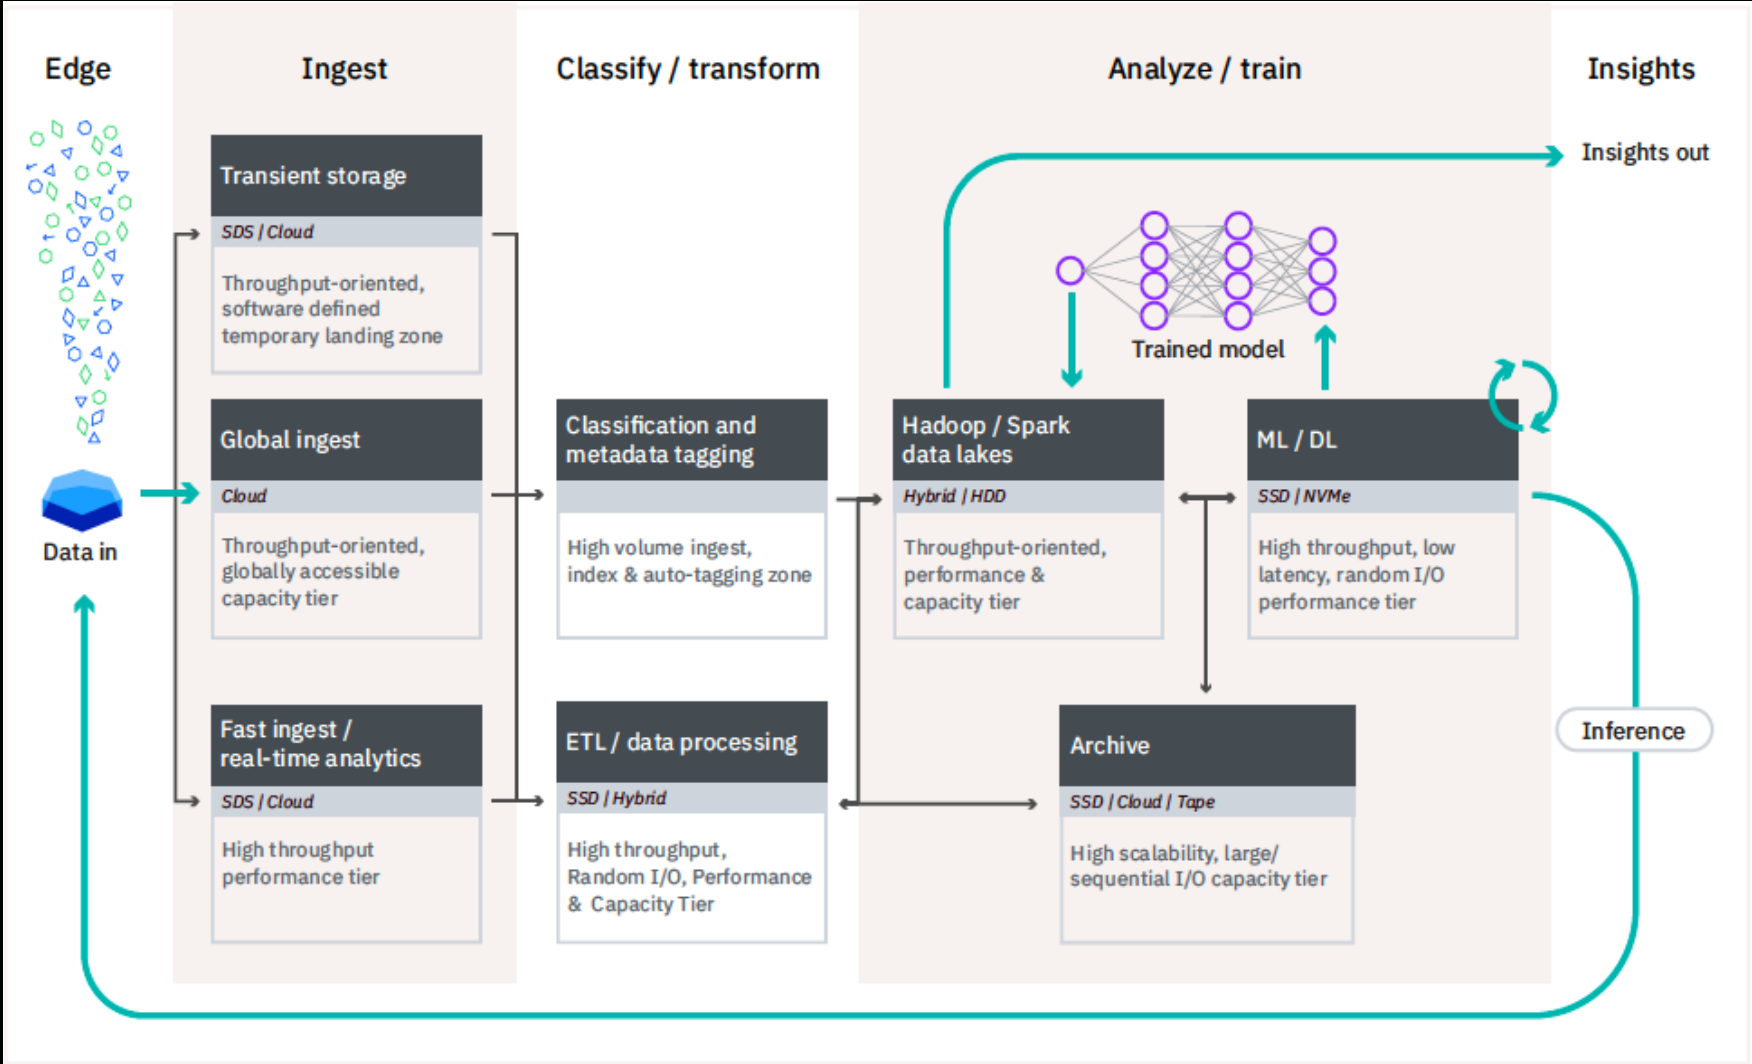 Edge
Ingest
Classify / transform
Analyze / train
Insights
Data in
Transient storage
SDS / Cloud
Throughput-oriented,
software defined
temporary landing zone
Global ingest
Cloud
Throughput-oriented,
globally accessible
capacity tier
Fast ingest /
real-time analytics
SDS / Cloud
High throughput
performance tier
Classification and
metadata tagging
High volume ingest,
index & auto-tagging zone
ETL / data processing
SSD / Hybrid
High throughput,
Random I/O, Performance
& Capacity Tier
Insights out
Trained model
Hadoop / Spark
data lakes
Hybrid / HDD
Throughput-oriented,
performance &
capacity tier
ML / DL
SSD / NVMe
High throughput, low
latency, random I/O
performance tier
Archive
SSD / Cloud / Tape
High scalability, large/
sequential I/O capacity tier
Inference